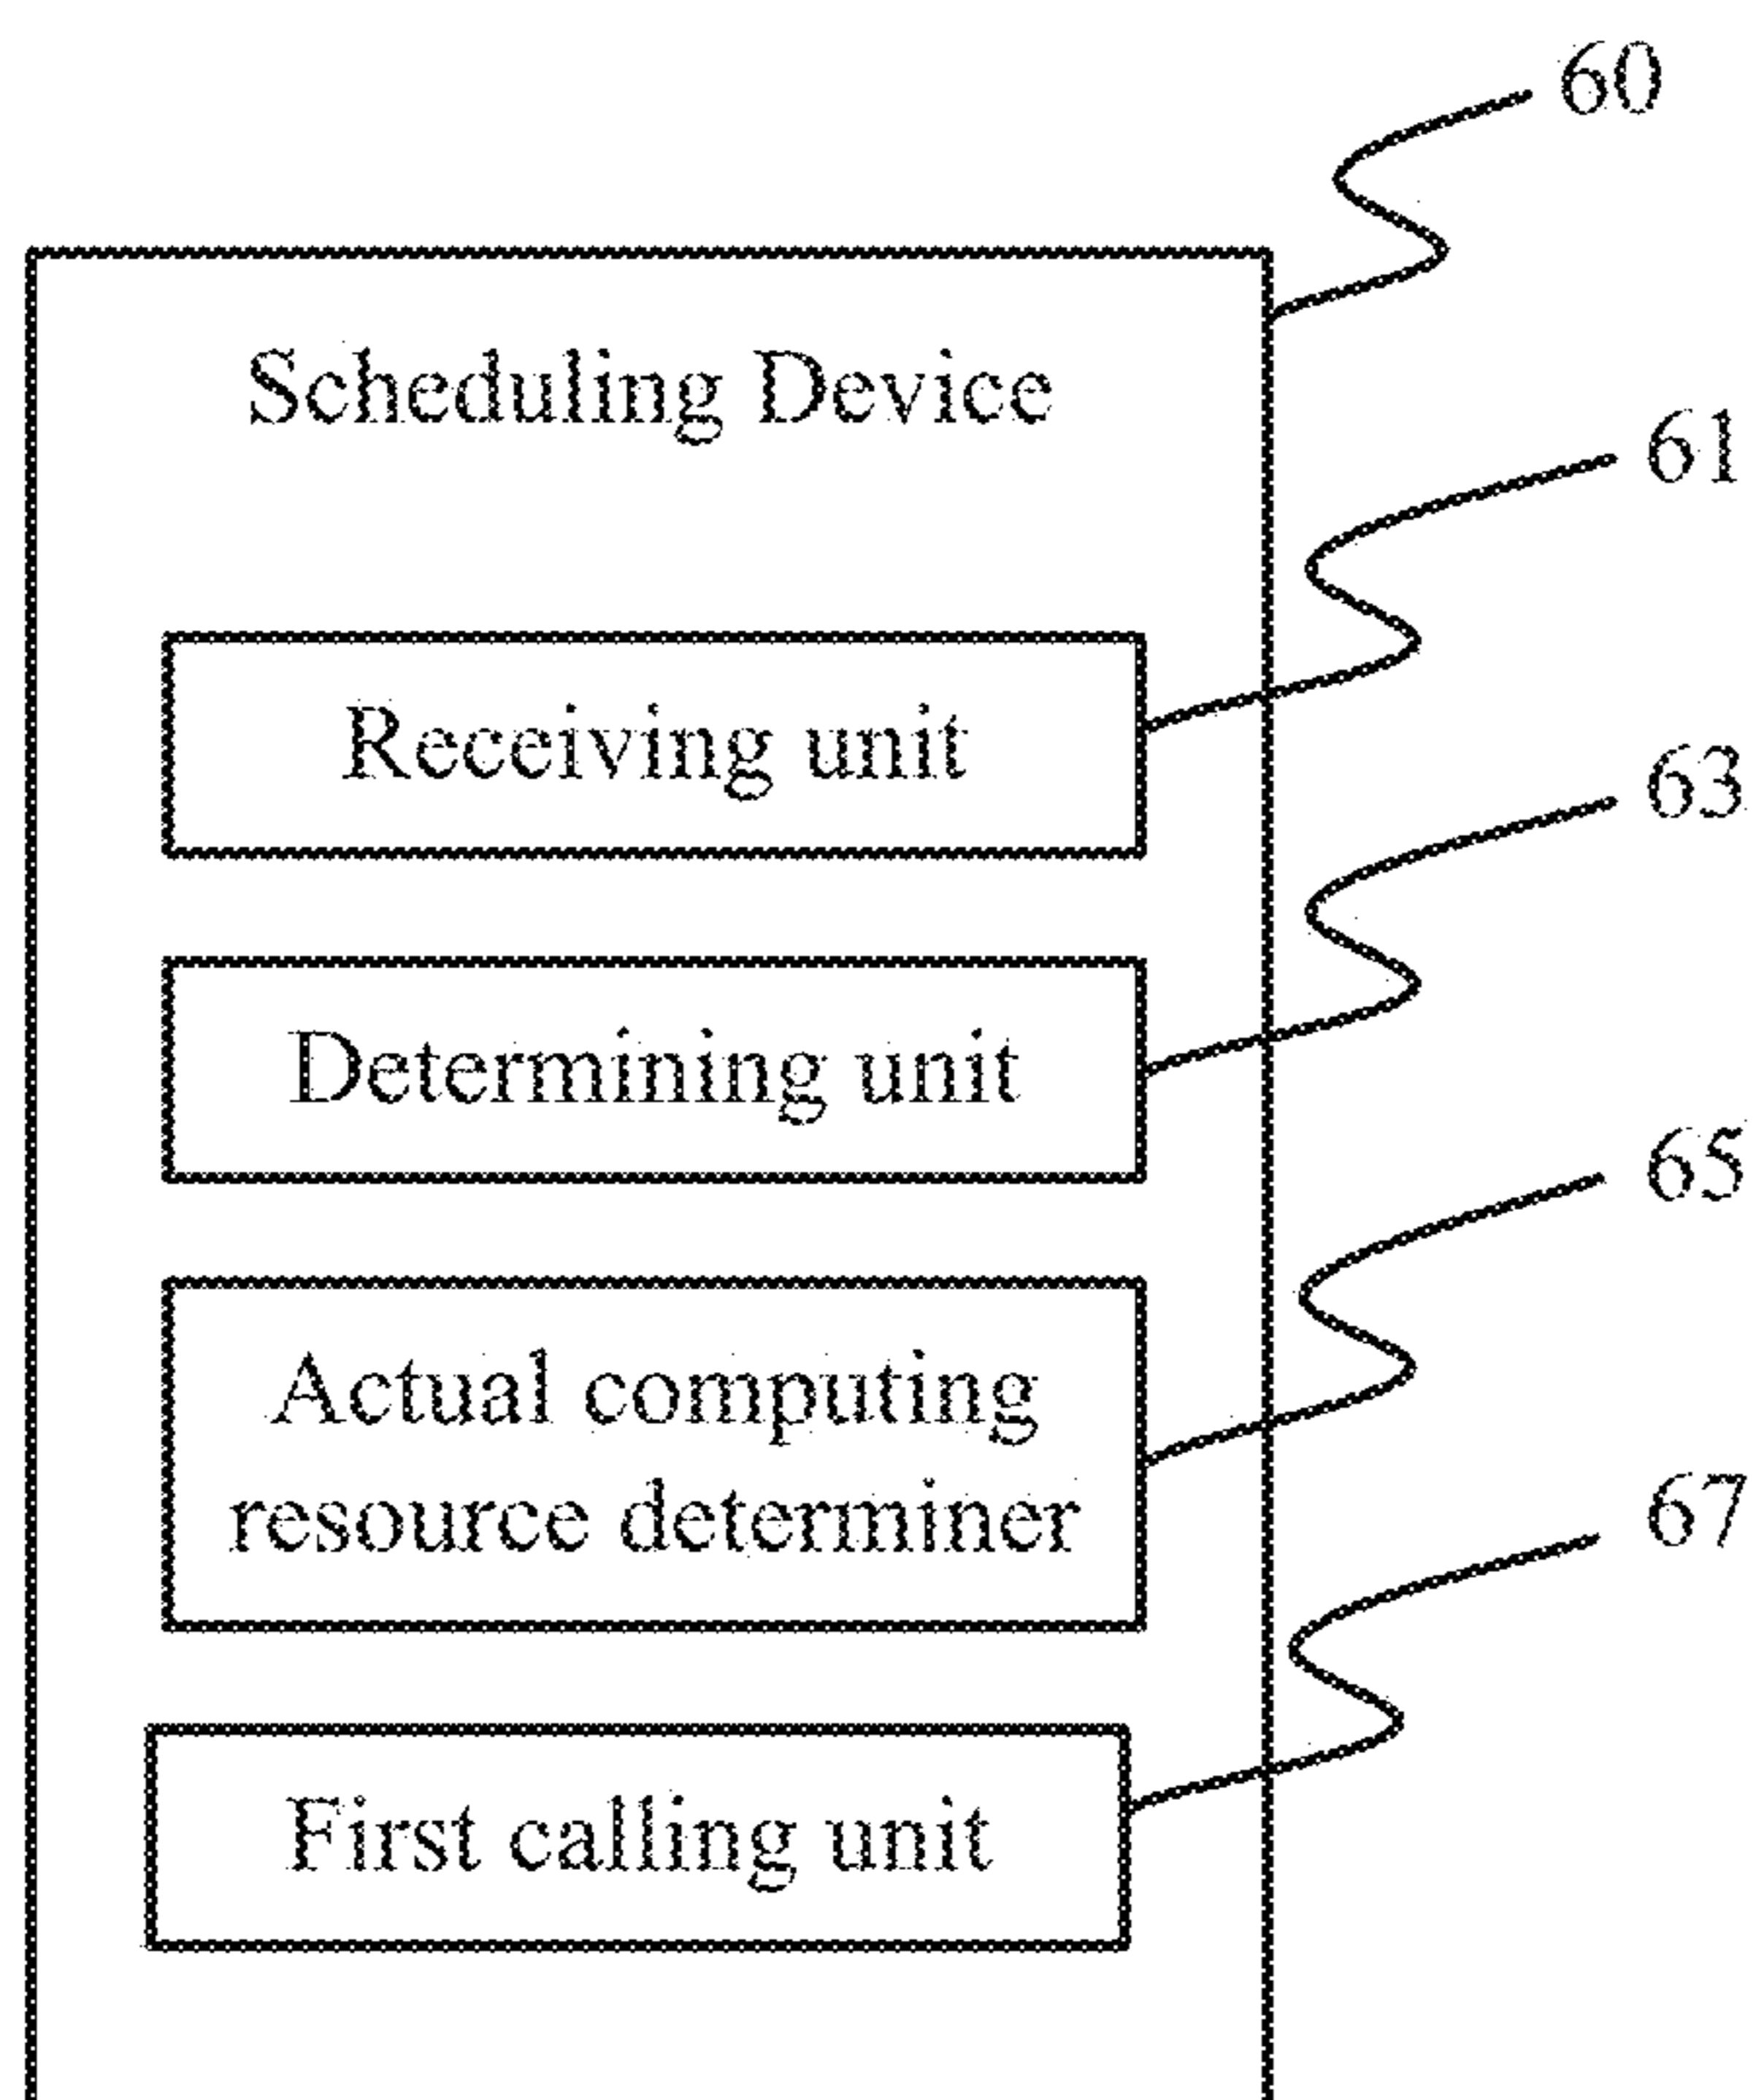 60
Scheduling Device
61
Receiving unit
63
Determining unit
65
Actual computing
resource determiner
67
First calling unit